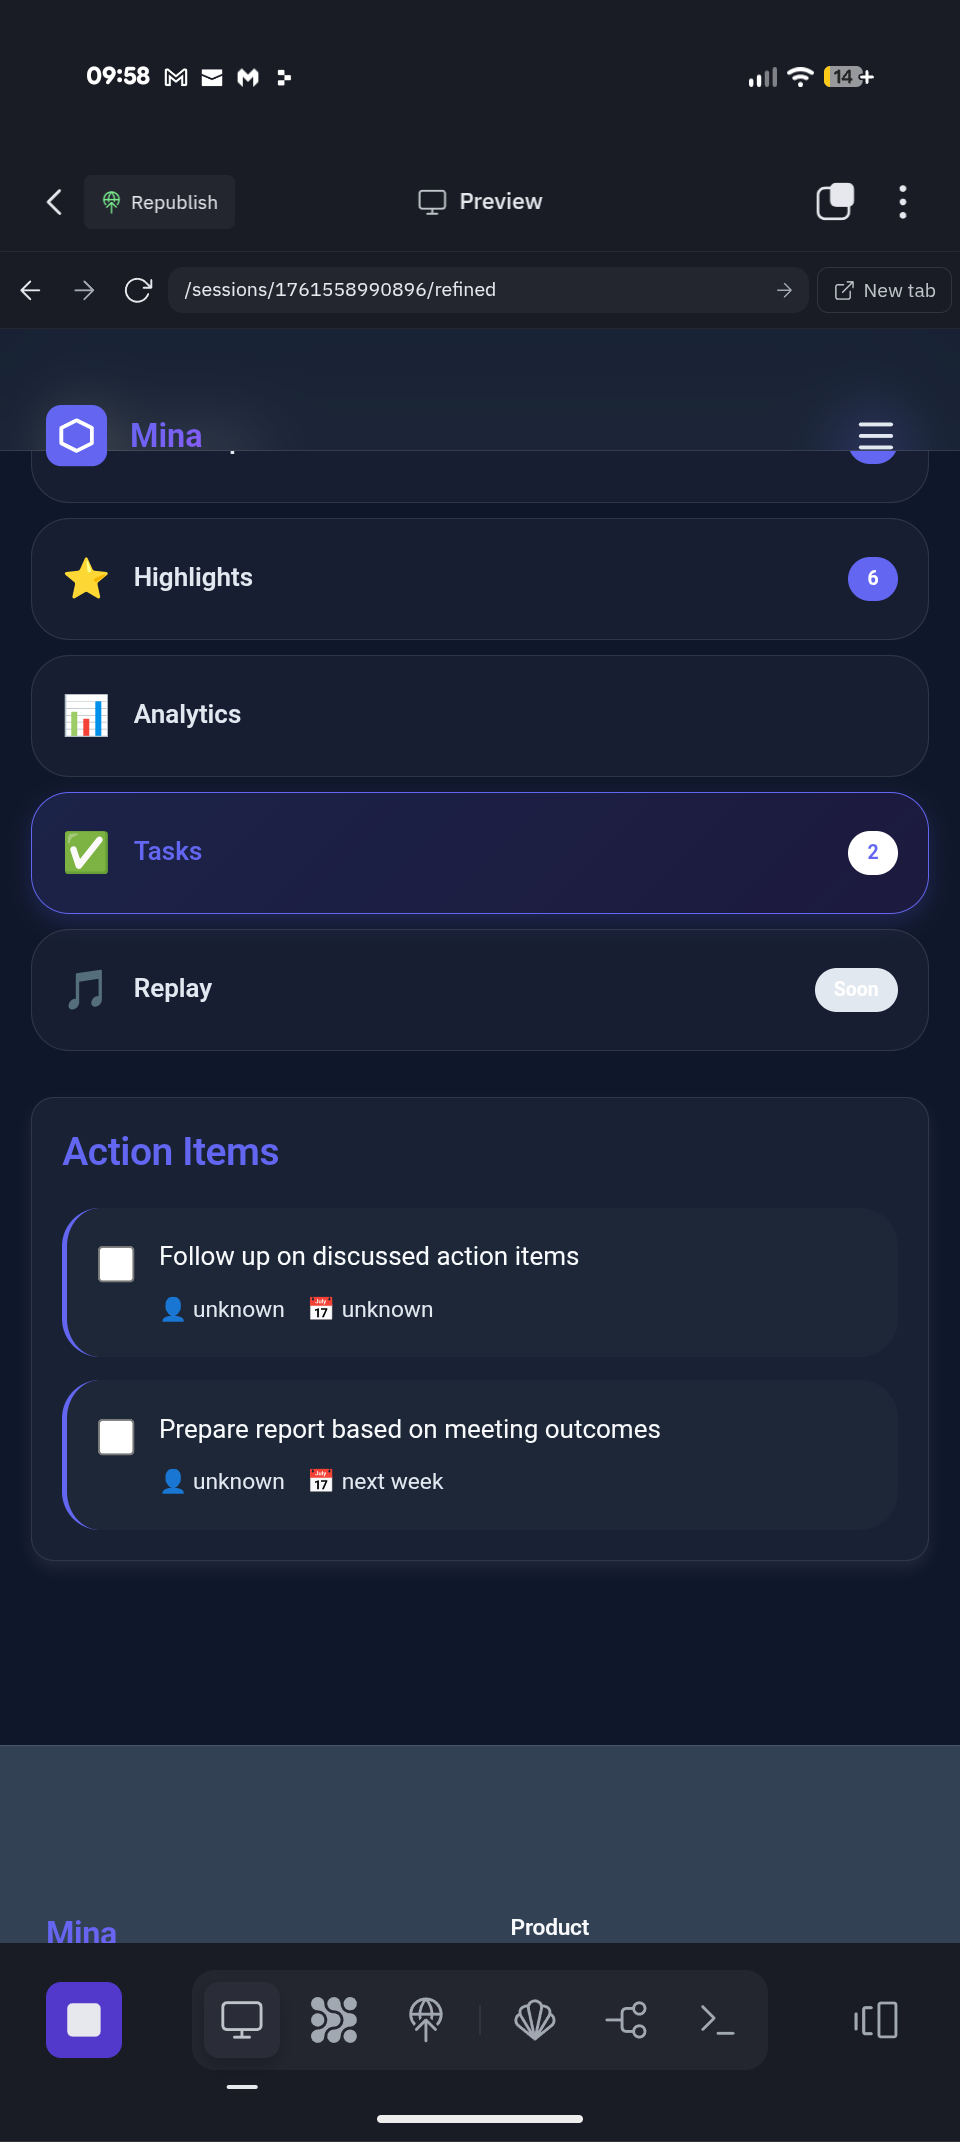 09:58
14+
Republish
Preview
/sessions/1761558990896/refined
New tab
Mina
Highlights
6
Analytics
Tasks
2
Replay
Soon
Action Items
Follow up on discussed action items
unknown
unknown
Prepare report based on meeting outcomes
unknown
next week
Mina
Product